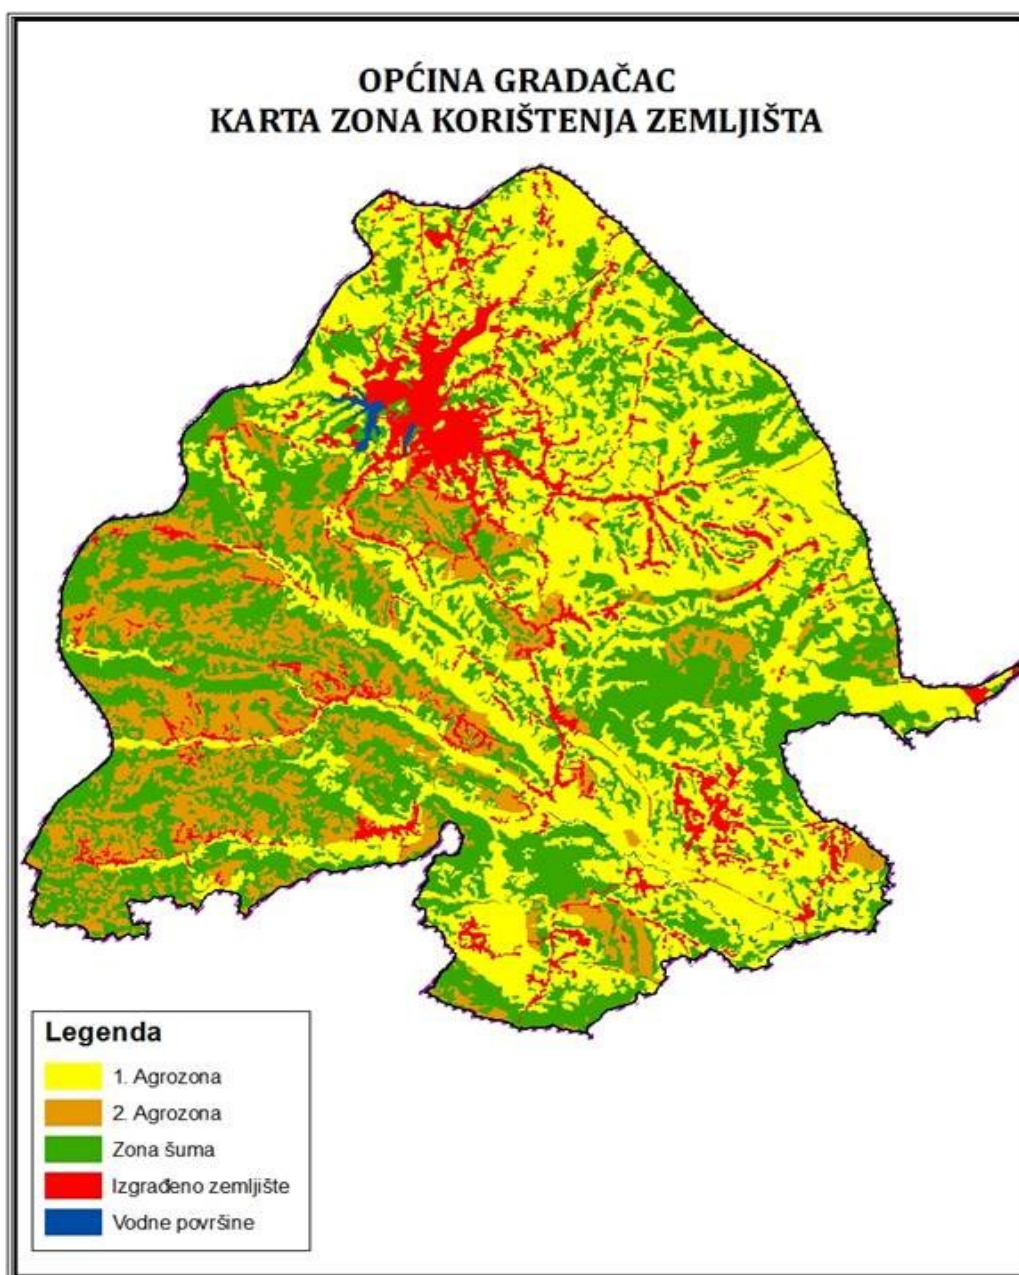 OPĆINA GRADAČAC
KARTA ZONA KORIŠTENJA ZEMLJIŠTA
Legenda
1. Agrozona
2. Agrozona
Zona šuma
Izgrađeno zemljište
Vodne površine